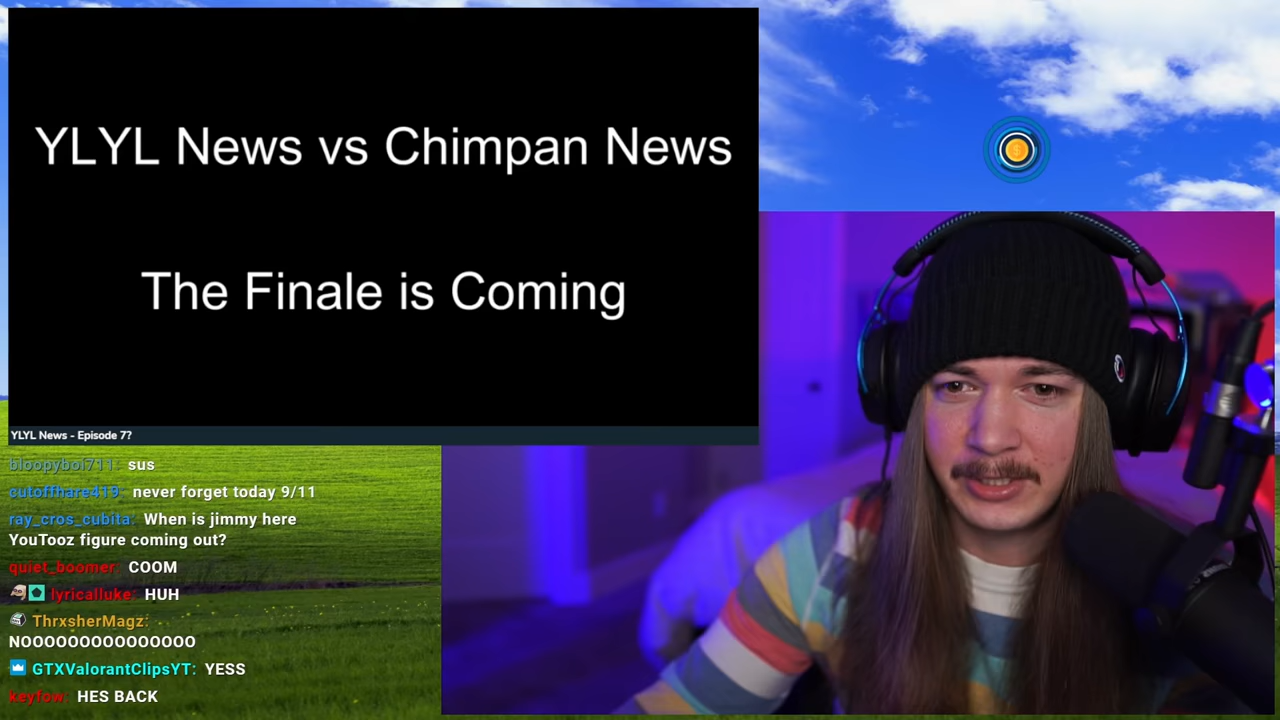 YLYL News vs Chimpan News
The Finale is Coming
YLYL News - Episode 7?
bloopyboi711: sus
cutoffhare419: never forget today 9/11
ray_cros_cubita: When is jimmy here
YouTooz figure coming out?
quiet_boomer: COOM
lyricalluke: HUH
ThrxsherMagz:
NOOOOOOOOOOOOOOO
GTXValorantClipsYT: YESS
keyfow: HES BACK